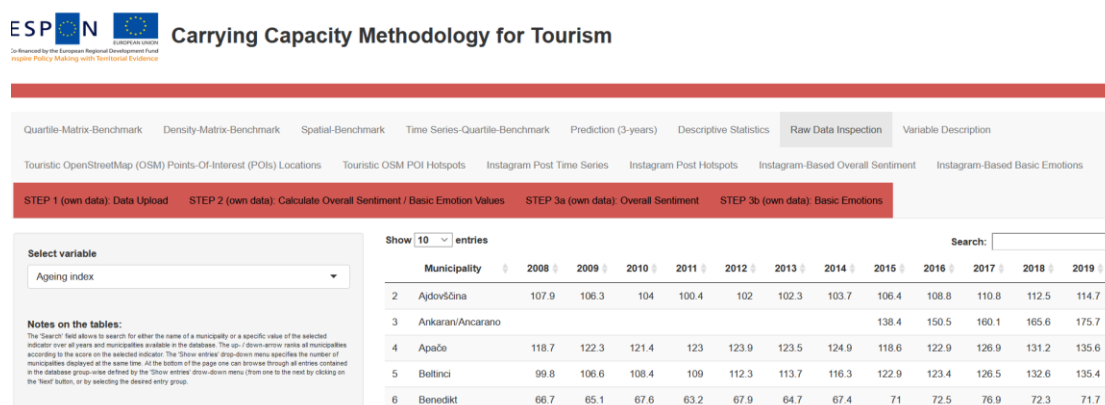 ESPON
EUROPEAN UNION
Co-financed by the European Regional Development Fund
Inspire Policy Making with Territorial Evidence
Carrying Capacity Methodology for Tourism
Quartile-Matrix-Benchmark Density-Matrix-Benchmark Spatial-Benchmark Time Series-Quartile-Benchmark Prediction (3-years) Descriptive Statistics Raw Data Inspection Variable Description
Touristic OpenStreetMap (OSM) Points-Of-Interest (POIs) Locations Touristic OSM POI Hotspots Instagram Post Time Series Instagram Post Hotspots Instagram-Based Overall Sentiment Instagram-Based Basic Emotions
STEP 1 (own data): Data Upload STEP 2 (own data): Calculate Overall Sentiment / Basic Emotion Values STEP 3a (own data): Overall Sentiment STEP 3b (own data): Basic Emotions
Select variable
Ageing index
Notes on the tables:
The 'Search' field allows to search for either the name of a municipality or a specific value of the selected
indicator over all years and municipalities available in the database. The up- / down-arrow ranks all municipalities
according to the score on the selected indicator. The 'Show entries' drop-down menu specifies the number of
municipalities displayed at the same time. At the bottom of the page one can browse through all entries contained
in the database group-wise defined by the 'Show entries' drow-down menu (from one to the next by clicking on
the 'Next' button, or by selecting the desired entry group.
Show 10 entries
Search:
Municipality 2008 2009 2010 2011 2012 2013 2014 2015 2016 2017 2018 2019
2 Ajdovščina 107.9 106.3 104 100.4 102 102.3 103.7 106.4 108.8 110.8 112.5 114.7
3 Ankaran/Ancarano 138.4 150.5 160.1 165.6 175.7
4 Apače 118.7 122.3 121.4 123 123.9 123.5 124.9 118.6 122.9 126.9 131.2 135.6
5 Beltinci 99.8 106.6 108.4 109 112.3 113.7 116.3 122.9 123.4 126.5 132.6 135.4
6 Benedikt 66.7 65.1 67.6 63.2 67.9 64.7 67.4 71 72.5 76.9 72.3 71.7